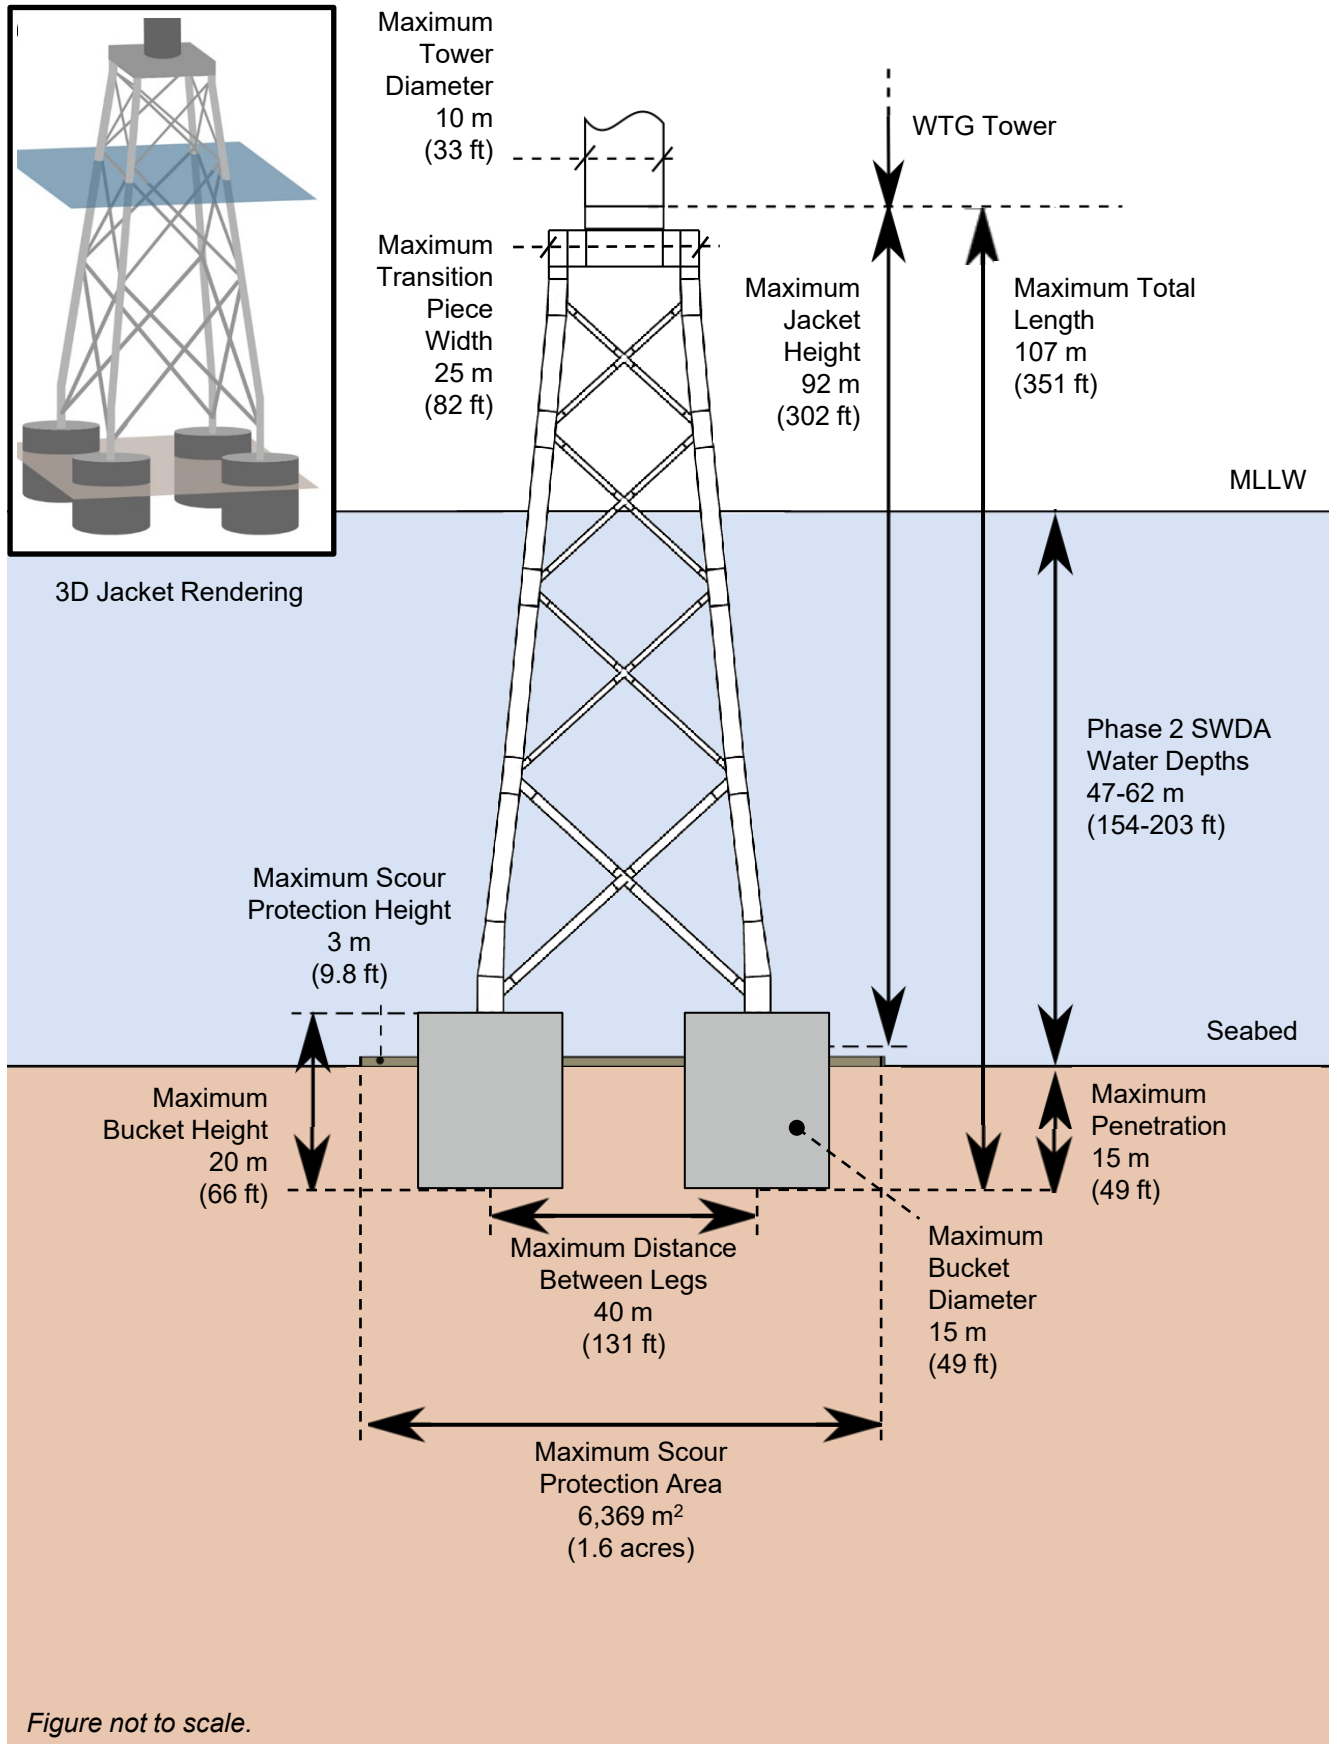 Maximum
Tower
Diameter
10 m
(33 ft)
WTG Tower
Maximum
Transition
Piece
Width
25 m
(82 ft)
Maximum
Jacket
Height
92 m
(302 ft)
Maximum Total
Length
107 m
(351 ft)
MLLW
3D Jacket Rendering
Phase 2 SWDA
Water Depths
47-62 m
(154-203 ft)
Maximum Scour
Protection Height
3 m
(9.8 ft)
Seabed
Maximum
Bucket Height
20 m
(66 ft)
Maximum
Penetration
15 m
(49 ft)
Maximum Distance
Between Legs
40 m
(131 ft)
Maximum
Bucket
Diameter
15 m
(49 ft)
Maximum Scour
Protection Area
6,369 m²
(1.6 acres)
Figure not to scale.